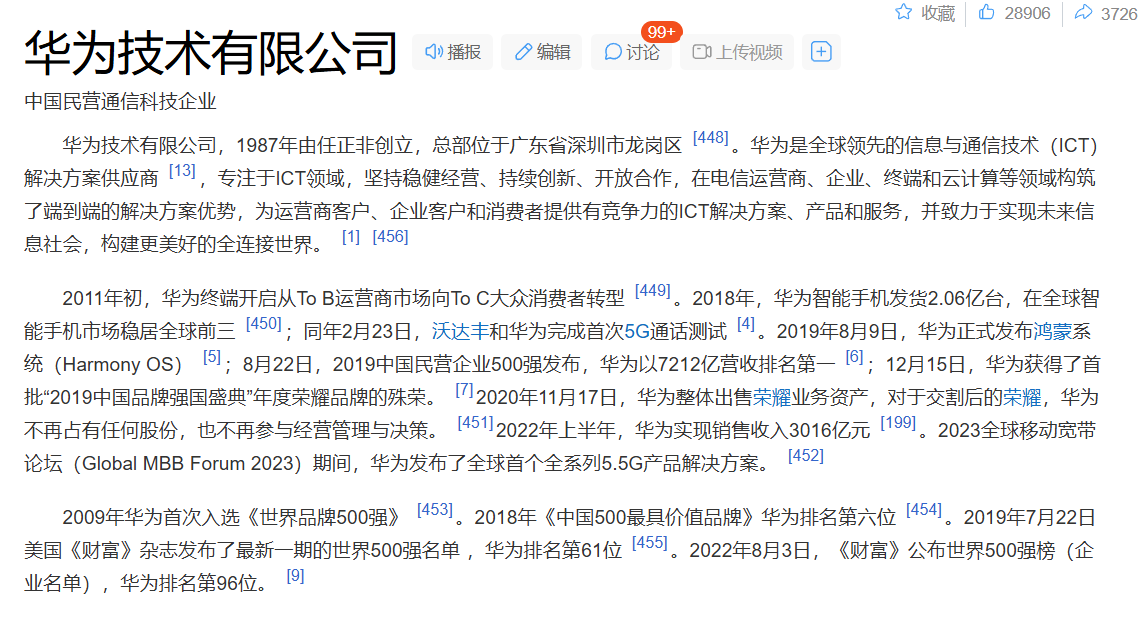 收藏 28906 3726
华为技术有限公司 播报 编辑 讨论 99+ 上传视频
中国民营通信科技企业
华为技术有限公司，1987年由任正非创立，总部位于广东省深圳市龙岗区 [448]。华为是全球领先的信息与通信技术（ICT）
解决方案供应商 [13]，专注于ICT领域，坚持稳健经营、持续创新、开放合作，在电信运营商、企业、终端和云计算等领域构筑
了端到端的解决方案优势，为运营商客户、企业客户和消费者提供有竞争力的ICT解决方案、产品和服务，并致力于实现未来信
息社会，构建更美好的全连接世界。 [1] [456]
2011年初，华为终端开启从To B运营商市场向To C大众消费者转型 [449]。2018年，华为智能手机发货2.06亿台，在全球智
能手机市场稳居全球前三 [450]；同年2月23日，沃达丰和华为完成首次5G通话测试 [4]。2019年8月9日，华为正式发布鸿蒙系
统（Harmony OS） [5]；8月22日，2019中国民营企业500强发布，华为以7212亿营收排名第一 [6]；12月15日，华为获得了首
批“2019中国品牌强国盛典”年度荣耀品牌的殊荣。 [7] 2020年11月17日，华为整体出售荣耀业务资产，对于交割后的荣耀，华为
不再占有任何股份，也不再参与经营管理与决策。 [451] 2022年上半年，华为实现销售收入3016亿元 [199]。2023全球移动宽带
论坛（Global MBB Forum 2023）期间，华为发布了全球首个全系列5.5G产品解决方案。 [452]
2009年华为首次入选《世界品牌500强》 [453]。2018年《中国500最具价值品牌》华为排名第六位 [454]。2019年7月22日
美国《财富》杂志发布了最新一期的世界500强名单，华为排名第61位 [455]。2022年8月3日，《财富》公布世界500强榜（企
业名单），华为排名第96位。 [9]